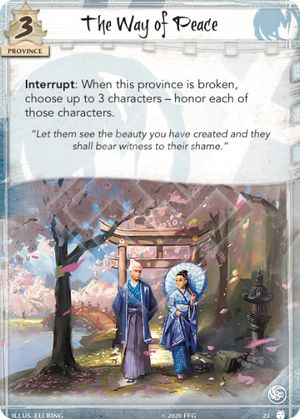 3
PROVINCE
The Way of Peace
Interrupt: When this province is broken,
choose up to 3 characters – honor each of
those characters.
“Let them see the beauty you have created and they
shall bear witness to their shame.”
ILLUS: ELI RING
© 2020 FFG
23